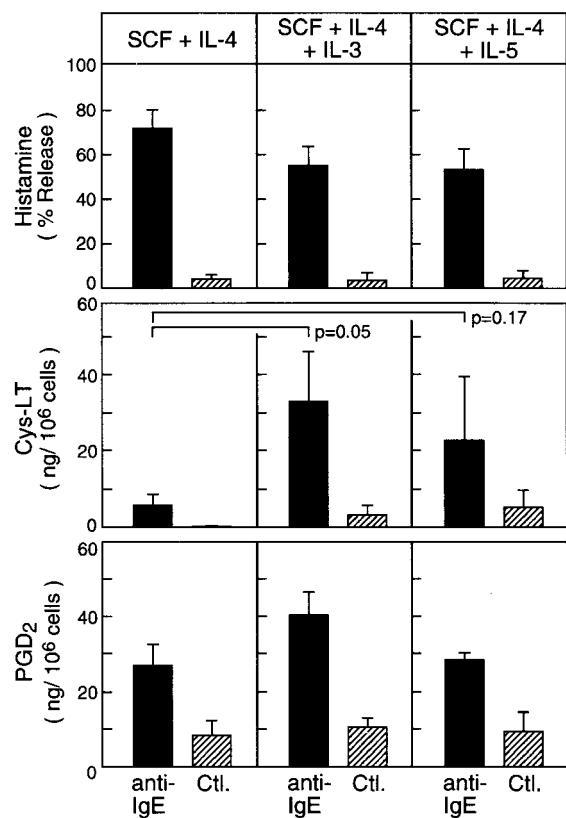 SCF + IL-4
SCF + IL-4
+ IL-3
SCF + IL-4
+ IL-5
Histamine
( % Release )
100
80
60
40
20
0
Cys-LT
( ng/ 10⁶ cells )
60
40
20
0
p=0.05
p=0.17
PGD₂
( ng/ 10⁶ cells )
60
40
20
0
anti-
IgE
Ctl.
anti-
IgE
Ctl.
anti-
IgE
Ctl.